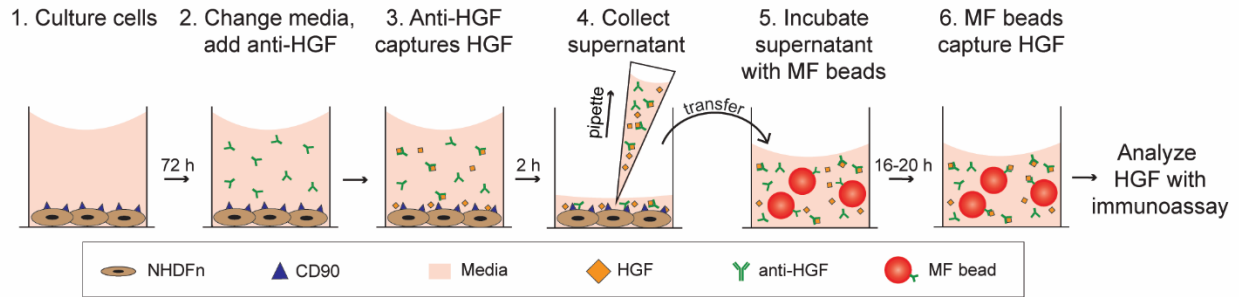 1. Culture cells
2. Change media,
add anti-HGF
3. Anti-HGF
captures HGF
4. Collect
supernatant
5. Incubate
supernatant
with MF beads
6. MF beads
capture HGF
72 h
2 h
pipette
transfer
16-20 h
Analyze
HGF with
immunoassay
NHDFn
CD90
Media
HGF
anti-HGF
MF bead